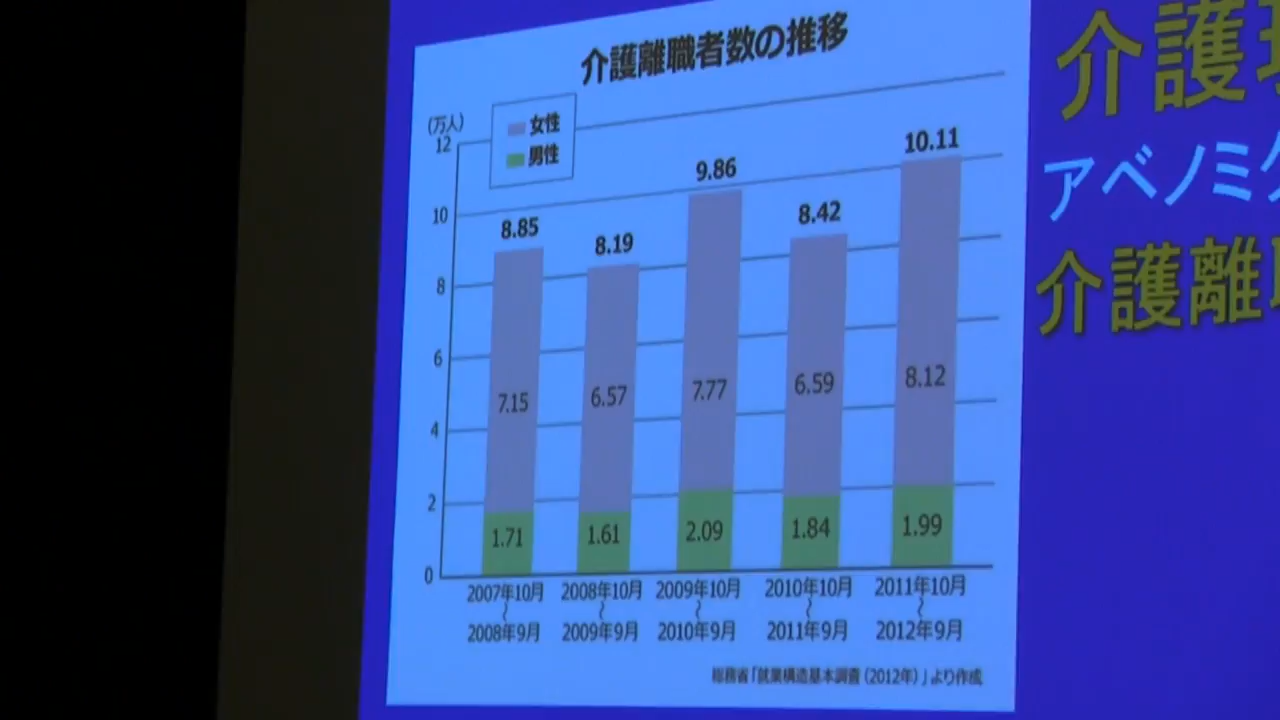 介護離職者数の推移
(万人)
女性
男性
12
10
8
6
4
2
0
8.85
8.19
9.86
8.42
10.11
7.15
6.57
7.77
6.59
8.12
1.71
1.61
2.09
1.84
1.99
2007年10月
〜
2008年9月
2008年10月
〜
2009年9月
2009年10月
〜
2010年9月
2010年10月
〜
2011年9月
2011年10月
〜
2012年9月
総務省「就業構造基本調査(2012年)」より作成
介護
アベノミ
介護離